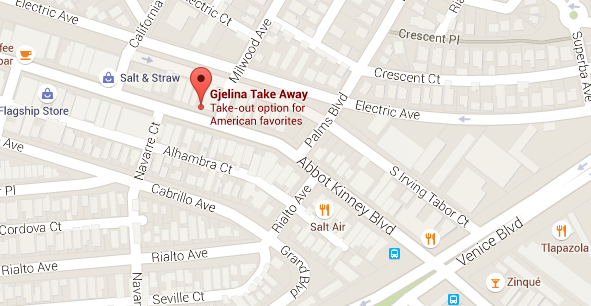 Electric Ave
California Ct
Milwood Ave
Crescent Pl
Superba Ave
Salt & Straw
Crescent Ct
Flagship Store
Gjelina Take Away
Take-out option for
American favorites
Electric Ave
Palms Blvd
Navarre Ct
Alhambra Ct
Abbot Kinney Blvd
S Irving Tabor Ct
Cabrillo Ave
Rialto Ave
Salt Air
Cordova Ct
Venice Blvd
Tlapazola
Rialto Ave
Grand Blvd
Zinqué
Seville Ct